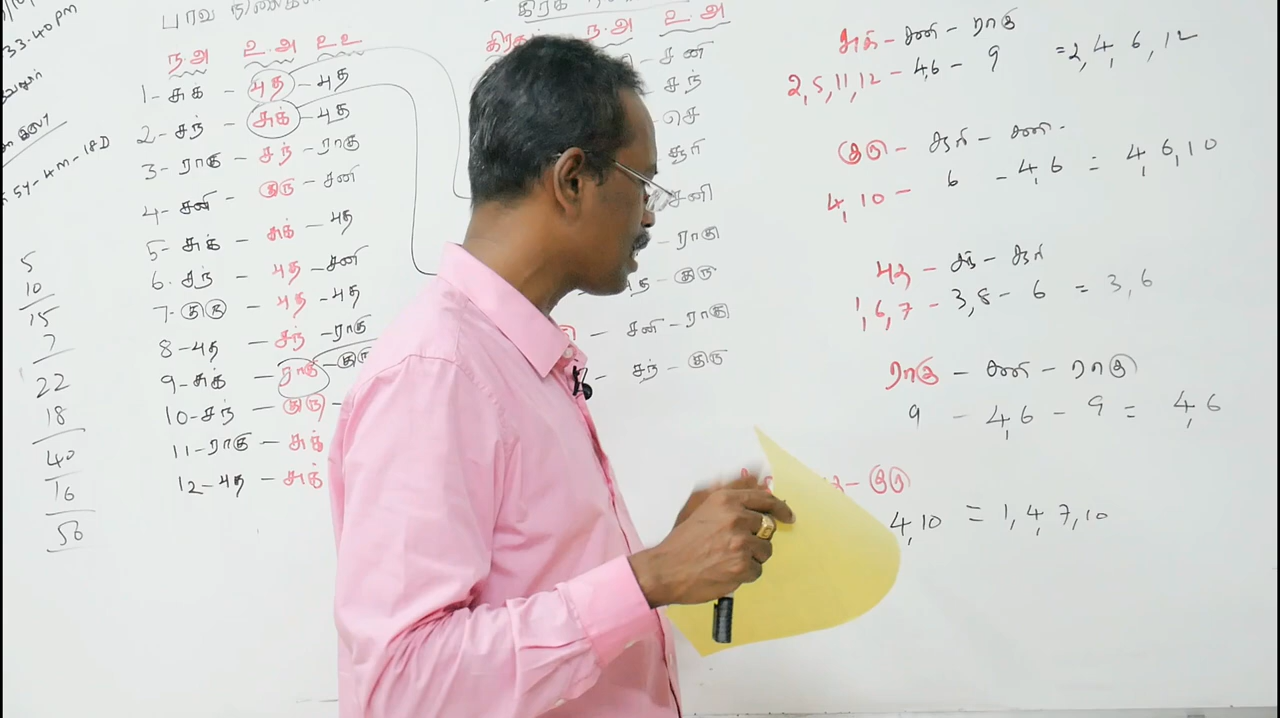 33.40pm
பாவ நிலைகள்
ந.அ உ.அ உ.உ
1 - சுக் - புத - புத
2 - சந் - சுக் - புத
3 - ராகு - சந் - ராகு
4 - சனி - குரு - சனி
5 - சுக் - சுக் - புத
6 - சந் - புத - சனி
7 - குரு - புத - புத
8 - புத - சந் - ராகு
9 - சுக் - ராகு - குரு
10 - சந் - குரு -
11 - ராகு - சுக்
12 - புத - சுக்
5
10
15
7
22
18
40
16
56
ந.அ உ.அ
- சனி
சந்
- செ
சூரி
சனி
- ராகு
புத - குரு
- சனி - ராகு
சந் - குரு
சுக் - சனி - ராகு
2,5,11,12 - 4,6 - 9 = 2,4,6,12
குரு - சூரி - சனி -
4,10 - 6 - 4,6 = 4,6,10
புத - சந் - சூரி
1,6,7 - 3,8 - 6 = 3,6
ராகு - சனி - ராகு
9 - 4,6 - 9 = 4,6
- குரு
4,10 = 1,4,7,10